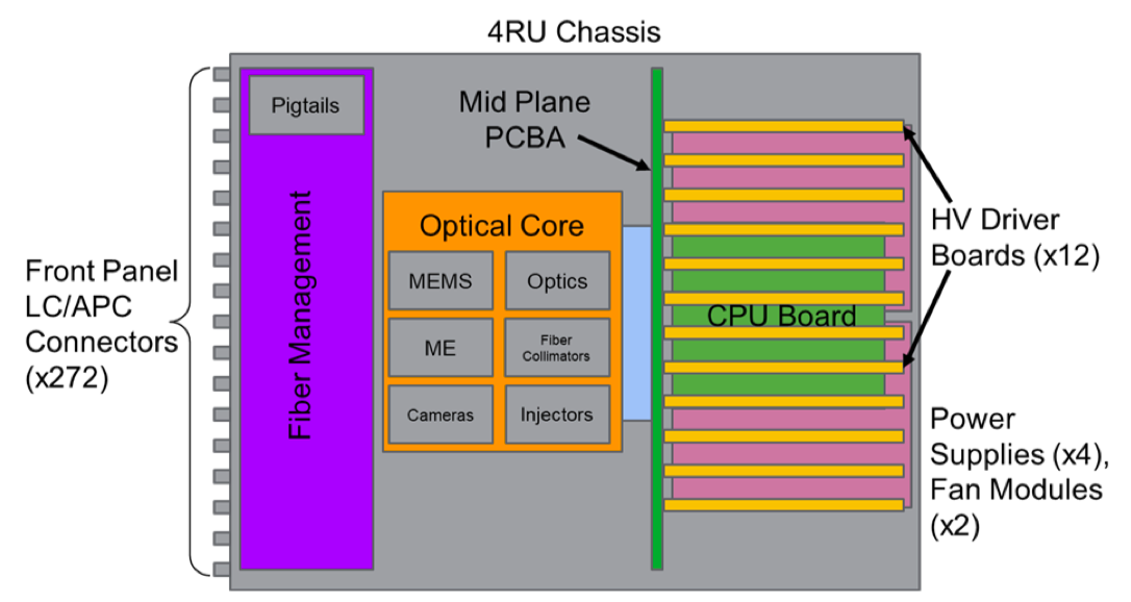 4RU Chassis
Pigtails
Mid Plane
PCBA
Fiber Management
Optical Core
MEMS
Optics
ME
Fiber
Collimators
Cameras
Injectors
Front Panel
LC/APC
Connectors
(x272)
CPU Board
HV Driver
Boards (x12)
Power
Supplies (x4),
Fan Modules
(x2)